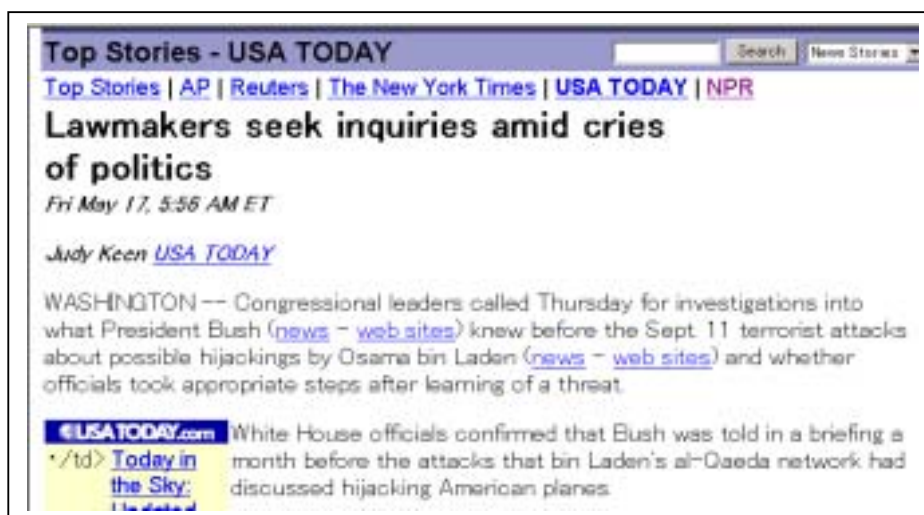 Top Stories - USA TODAY
Search
News Stories
Top Stories | AP | Reuters | The New York Times | USA TODAY | NPR
Lawmakers seek inquiries amid cries
of politics
Fri May 17, 5:56 AM ET
Judy Keen USA TODAY
WASHINGTON -- Congressional leaders called Thursday for investigations into
what President Bush (news - web sites) knew before the Sept. 11 terrorist attacks
about possible hijackings by Osama bin Laden (news - web sites) and whether
officials took appropriate steps after learning of a threat.
USATODAY.com
•/td> Today in
the Sky:
Updated
White House officials confirmed that Bush was told in a briefing a
month before the attacks that bin Laden's al-Qaeda network had
discussed hijacking American planes.